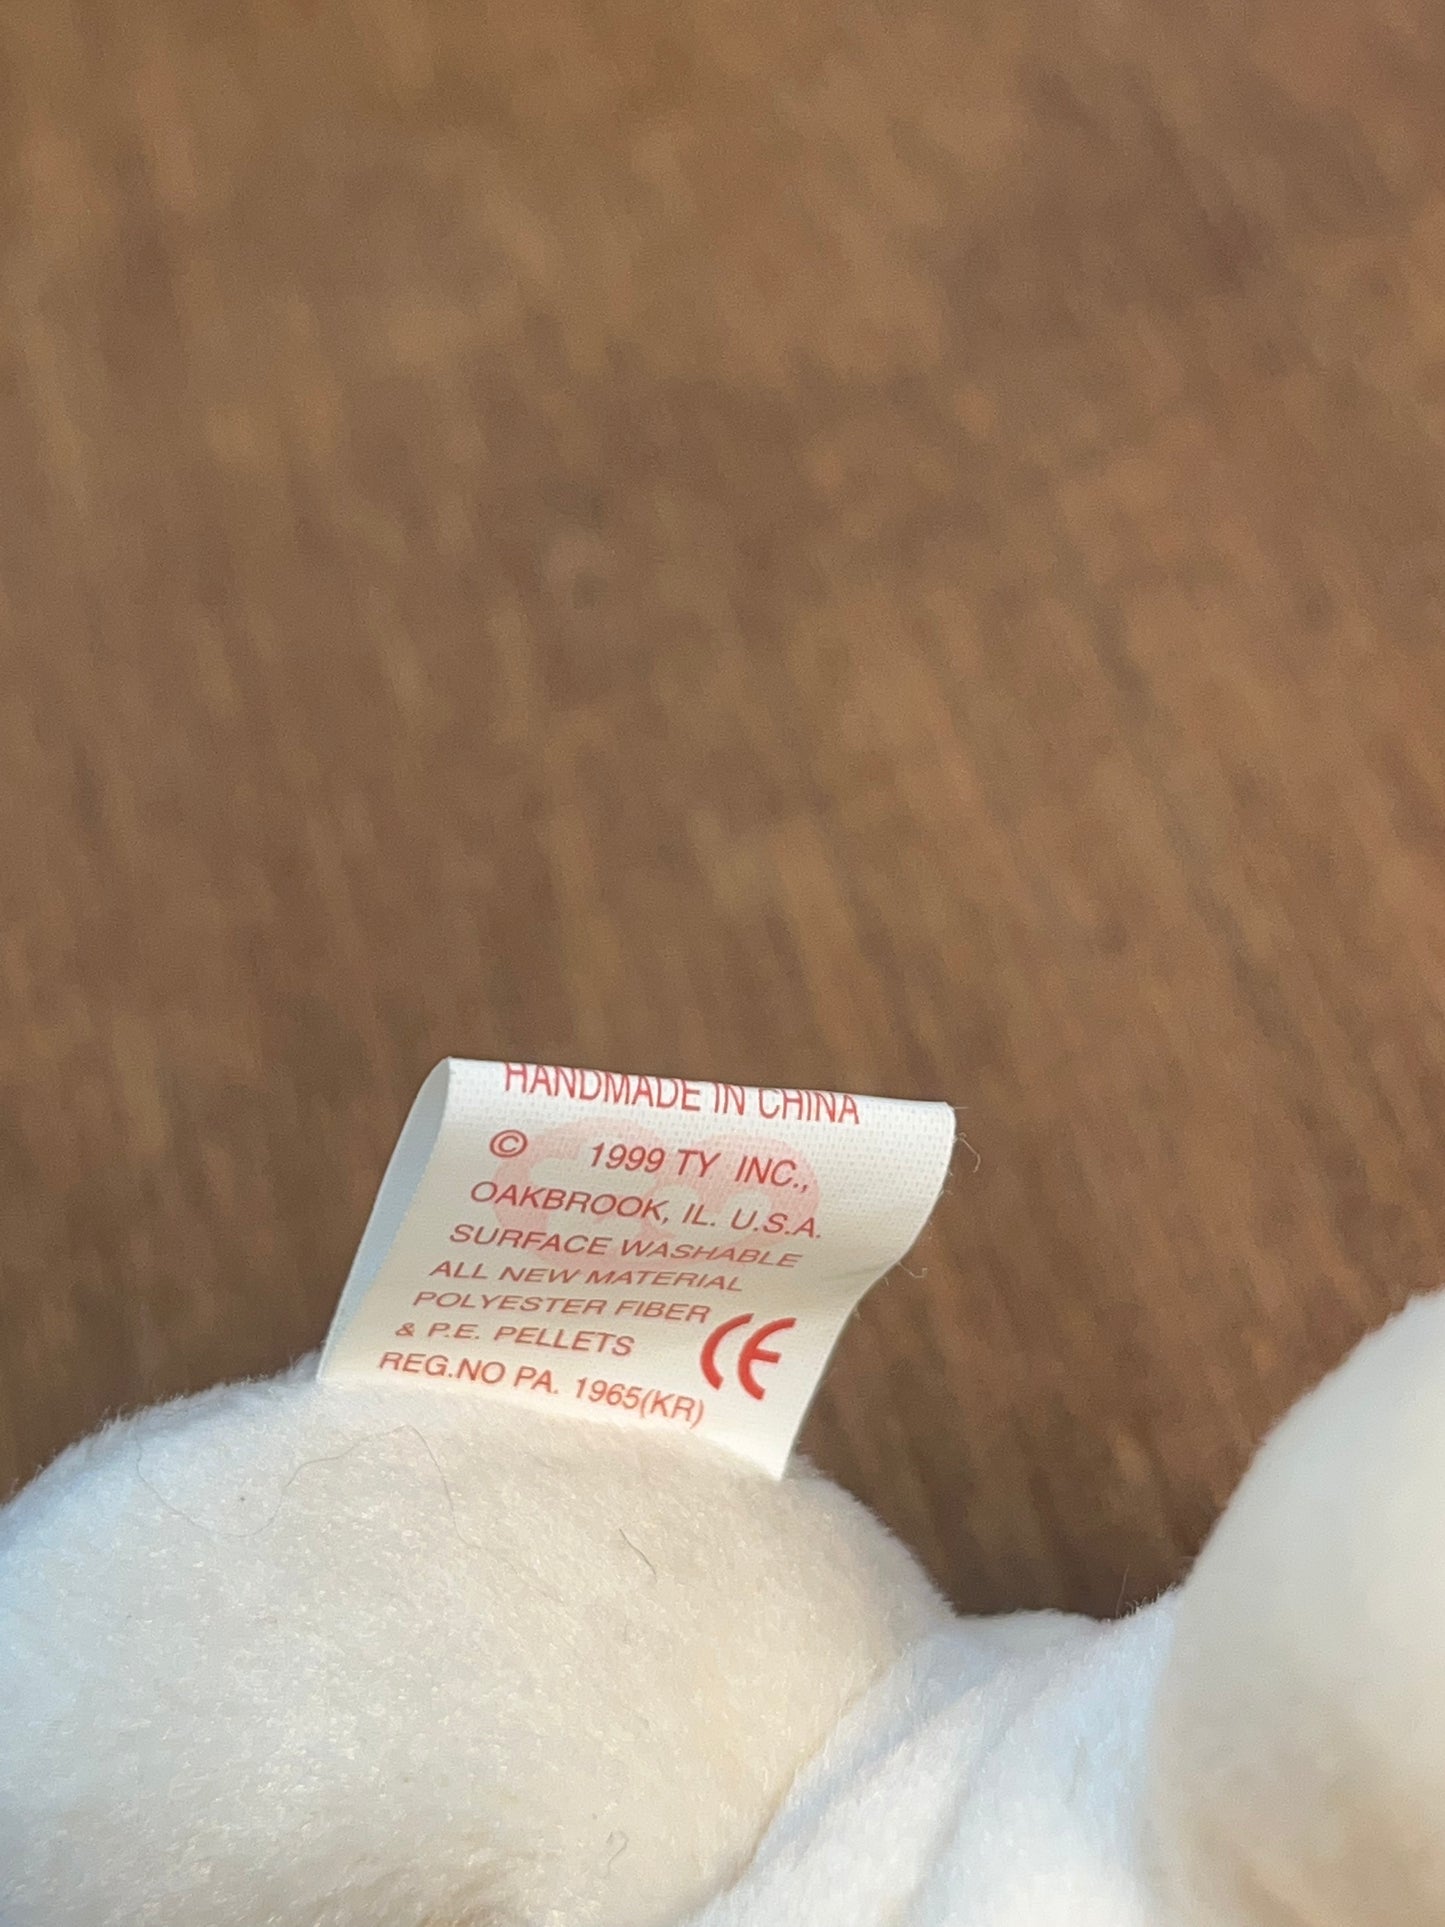 HANDMADE IN CHINA
© 1999 TY INC.,
OAKBROOK, IL. U.S.A.
SURFACE WASHABLE
ALL NEW MATERIAL
POLYESTER FIBER
& P.E. PELLETS CE
REG.NO PA. 1965(KR)